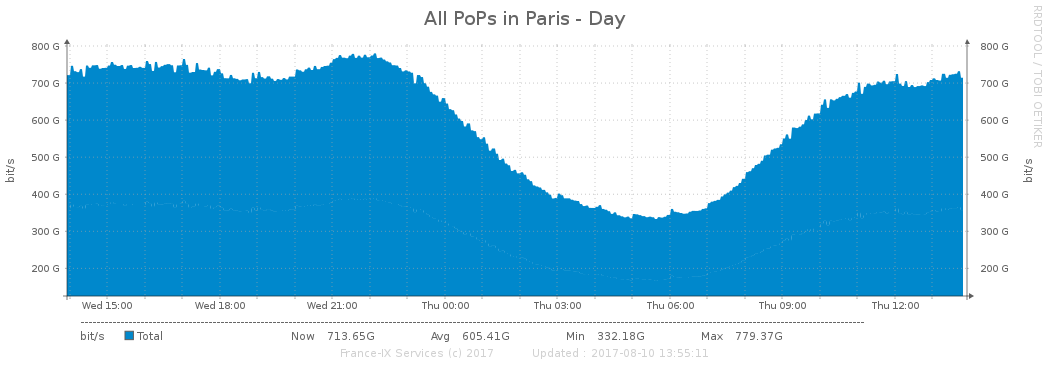 All PoPs in Paris - Day
RRDTOOL / TOBI OETIKER
bit/s
800 G 800 G
700 G 700 G
600 G 600 G
500 G 500 G
400 G 400 G
300 G 300 G
200 G 200 G
bit/s
Wed 15:00 Wed 18:00 Wed 21:00 Thu 00:00 Thu 03:00 Thu 06:00 Thu 09:00 Thu 12:00
bit/s Total Now 713.65G Avg 605.41G Min 332.18G Max 779.37G
France-IX Services (c) 2017 Updated : 2017-08-10 13:55:11